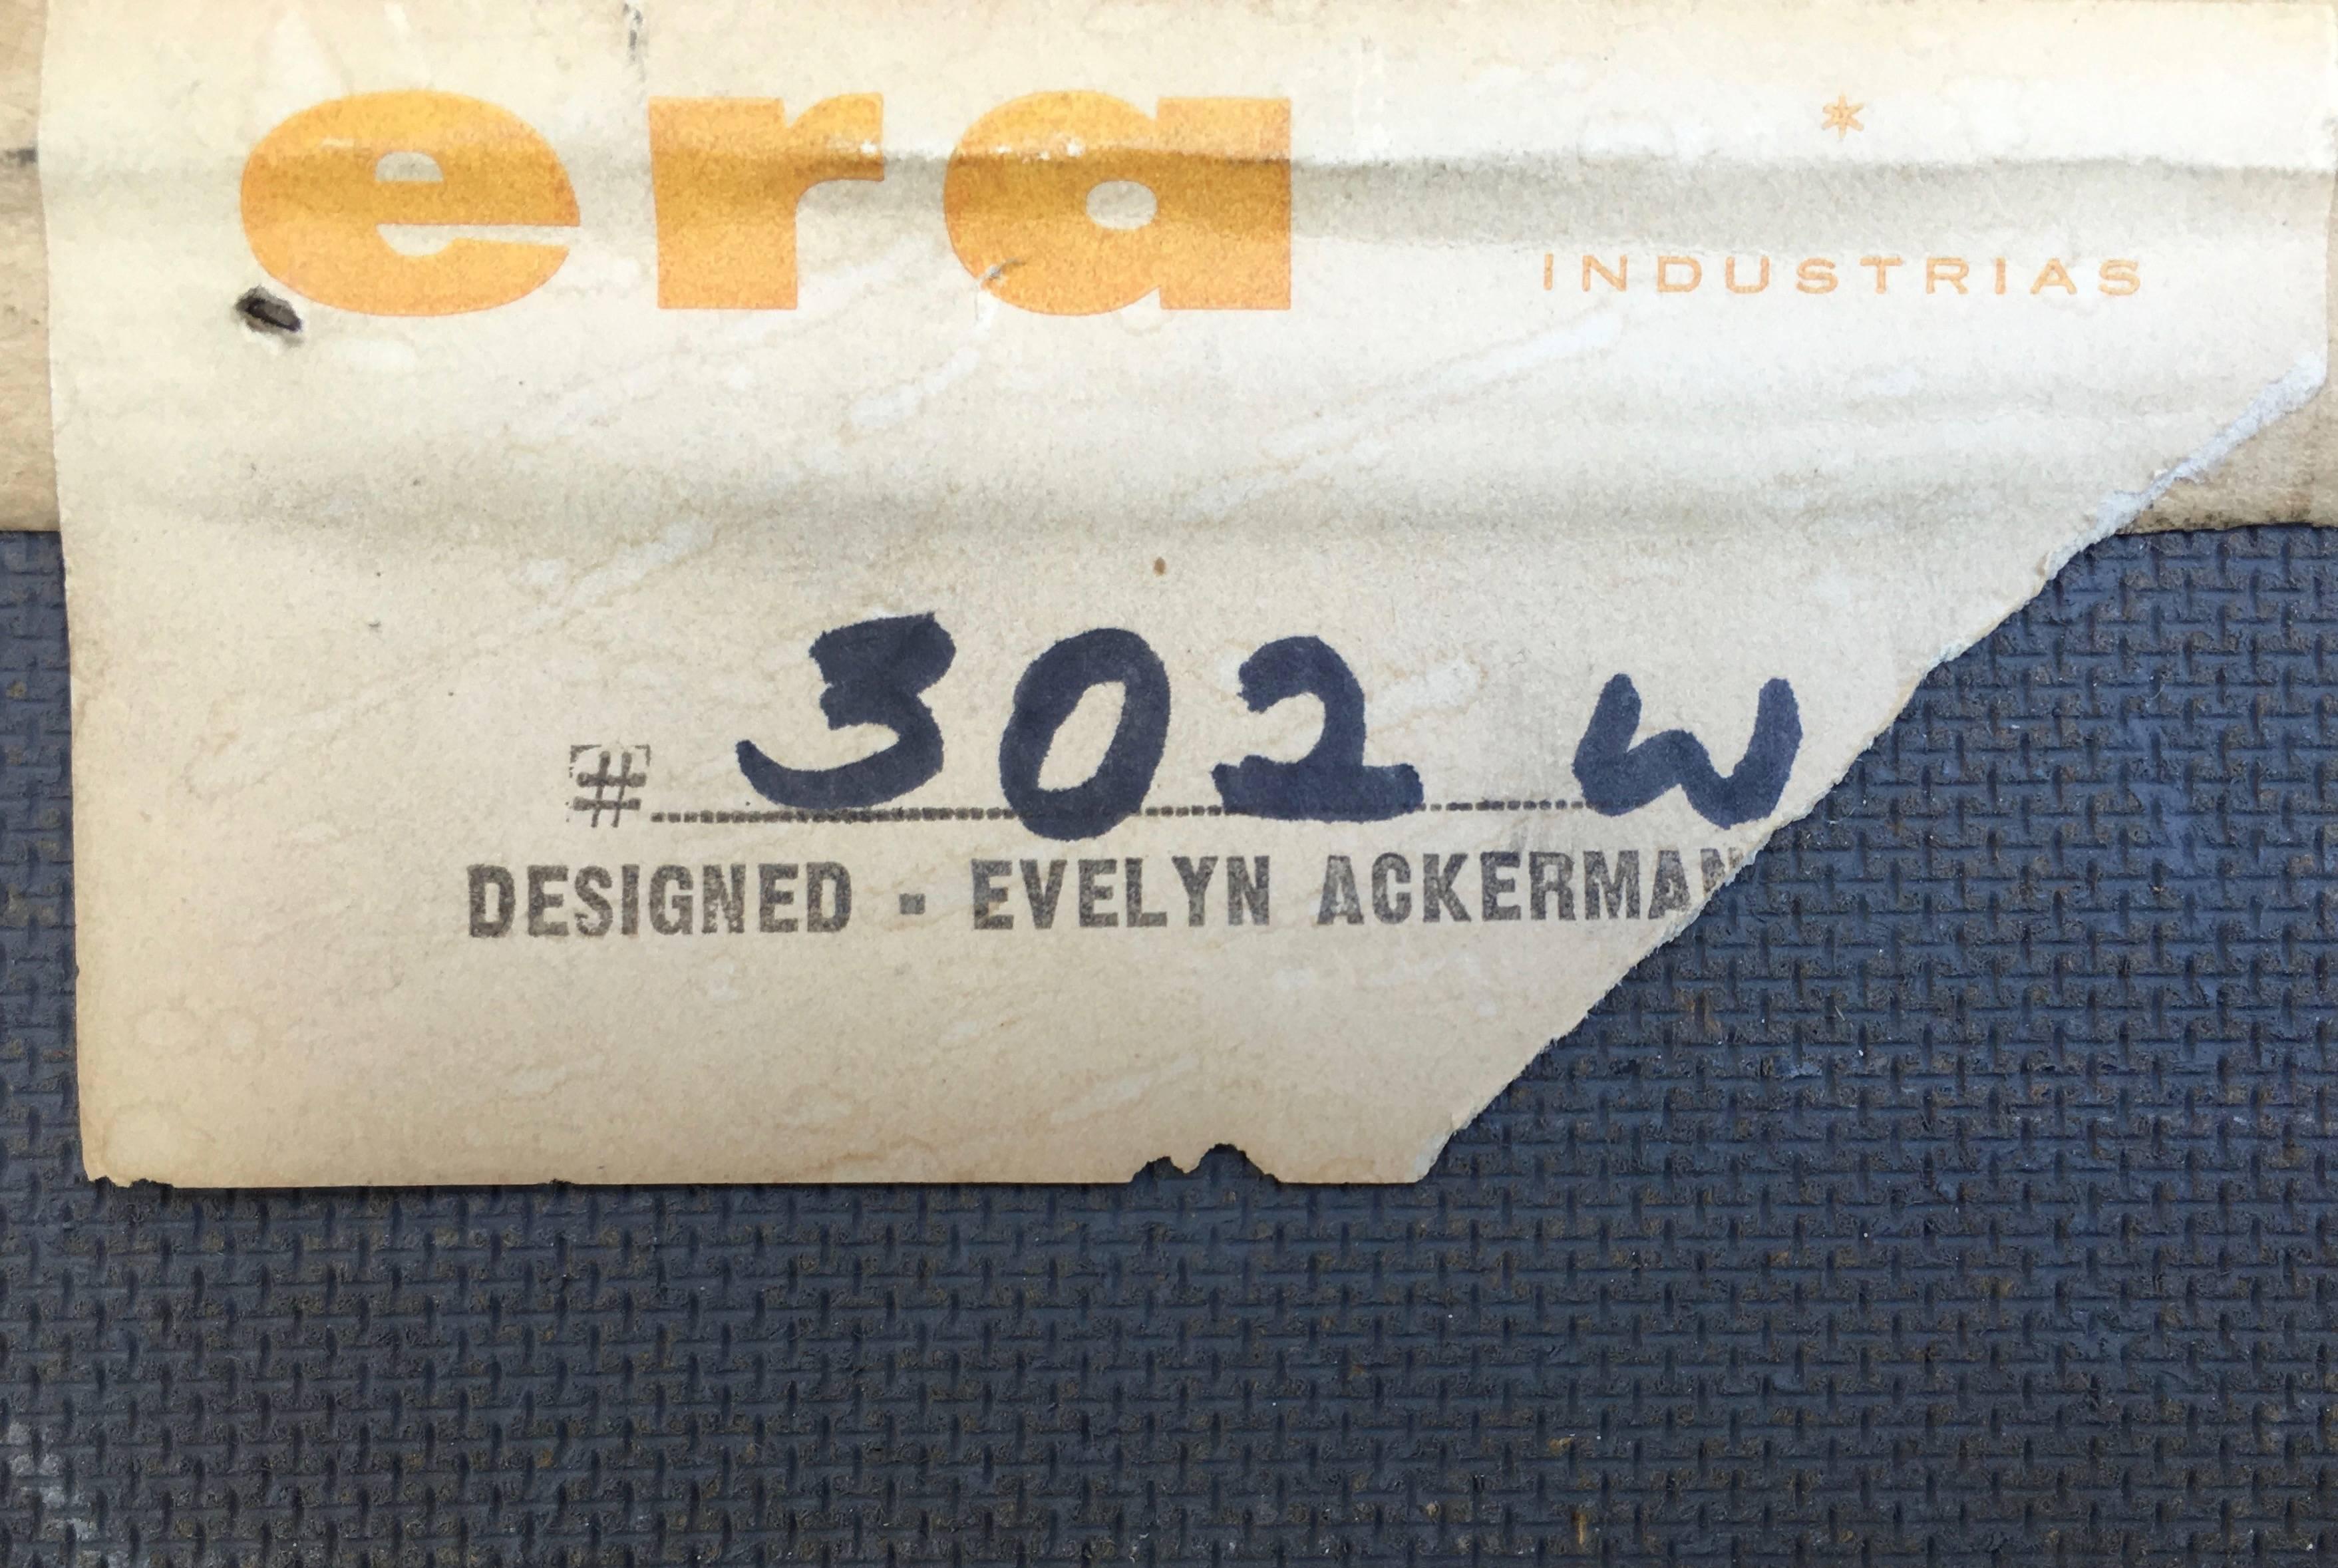 era * INDUSTRIAS
# 302 W
DESIGNED - EVELYN ACKERMAN